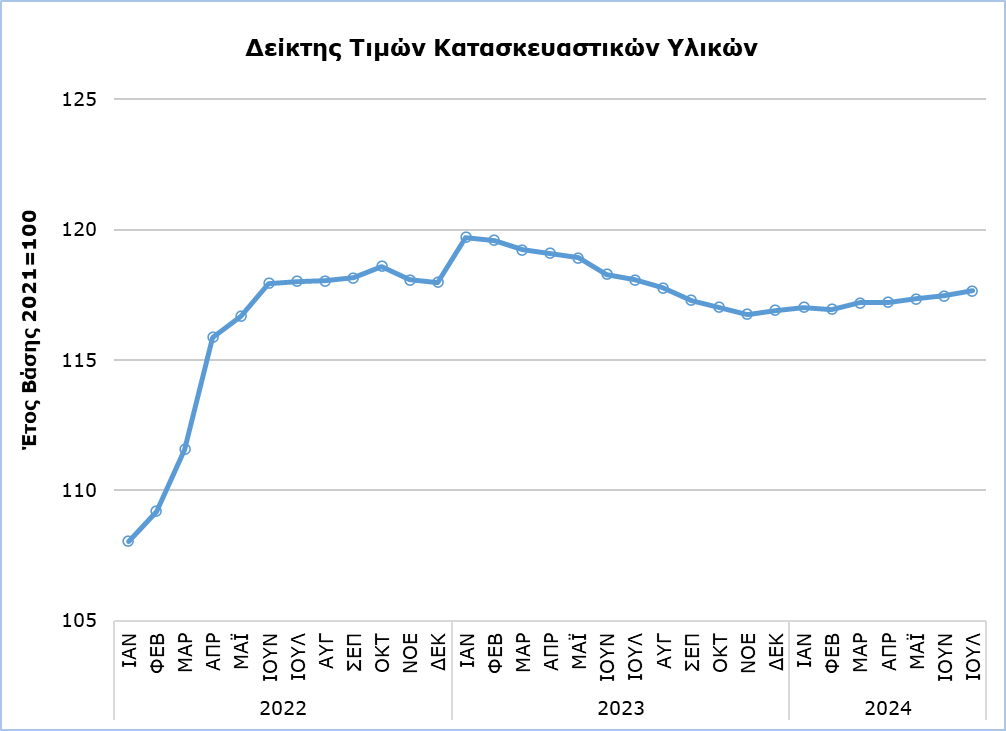 Δείκτης Τιμών Κατασκευαστικών Υλικών
Έτος Βάσης 2021=100
125
120
115
110
105
ΙΑΝ ΦΕΒ ΜΑΡ ΑΠΡ ΜΑΪ ΙΟΥΝ ΙΟΥΛ ΑΥΓ ΣΕΠ ΟΚΤ ΝΟΕ ΔΕΚ ΙΑΝ ΦΕΒ ΜΑΡ ΑΠΡ ΜΑΪ ΙΟΥΝ ΙΟΥΛ ΑΥΓ ΣΕΠ ΟΚΤ ΝΟΕ ΔΕΚ ΙΑΝ ΦΕΒ ΜΑΡ ΑΠΡ ΜΑΪ ΙΟΥΝ ΙΟΥΛ
2022 2023 2024